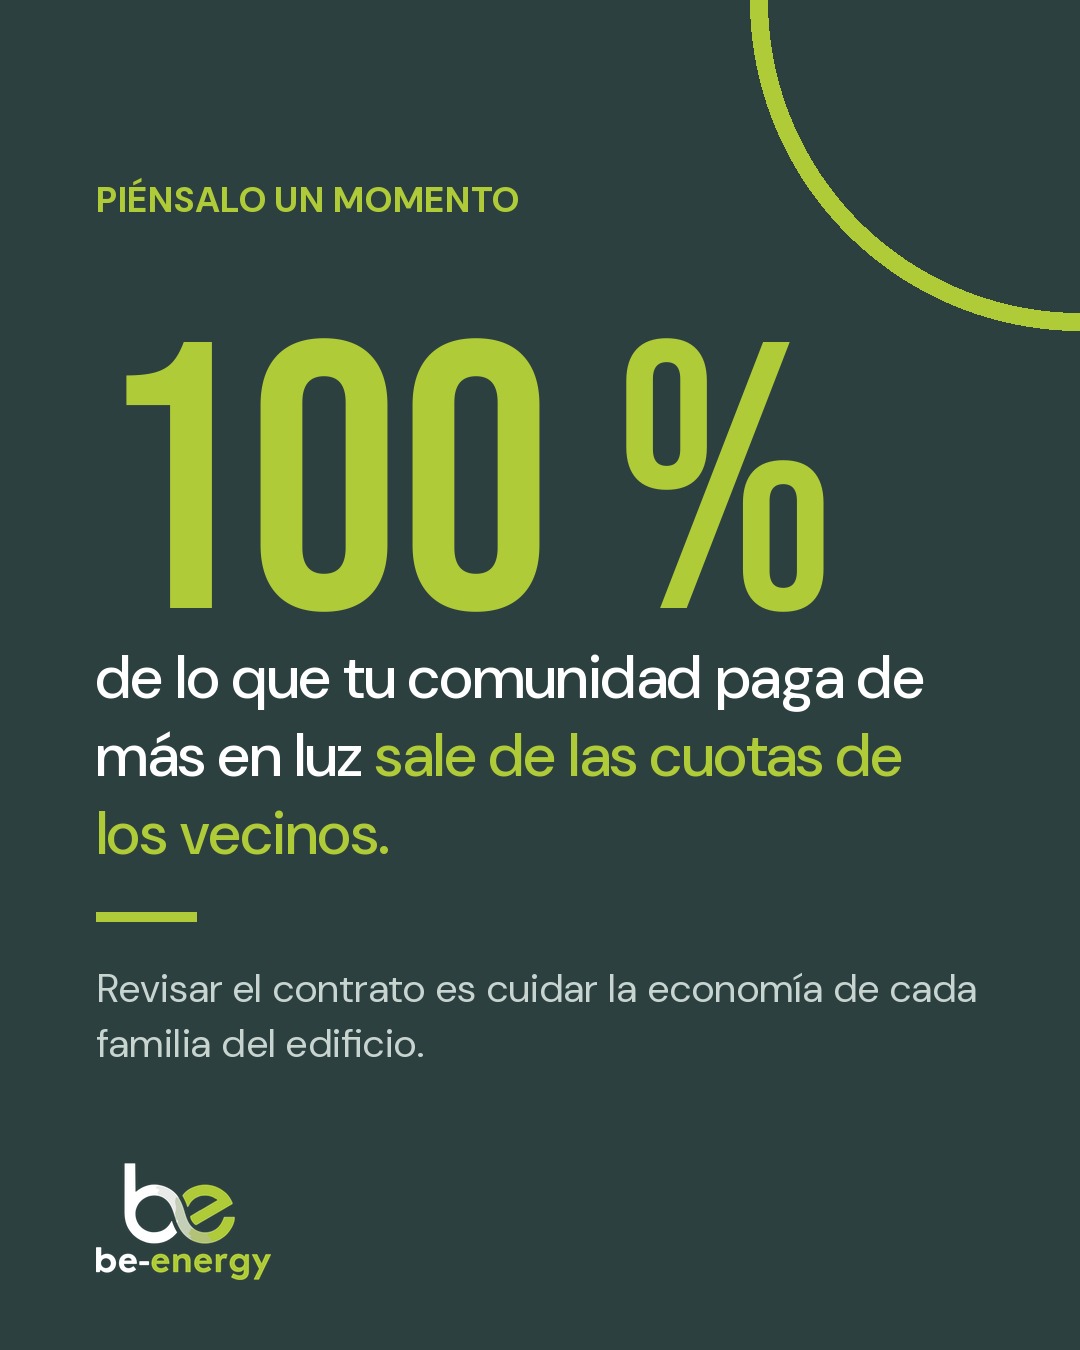 PIÉNSALO UN MOMENTO
100 %
de lo que tu comunidad paga de
más en luz sale de las cuotas de
los vecinos.
Revisar el contrato es cuidar la economía de cada
familia del edificio.
be
be-energy